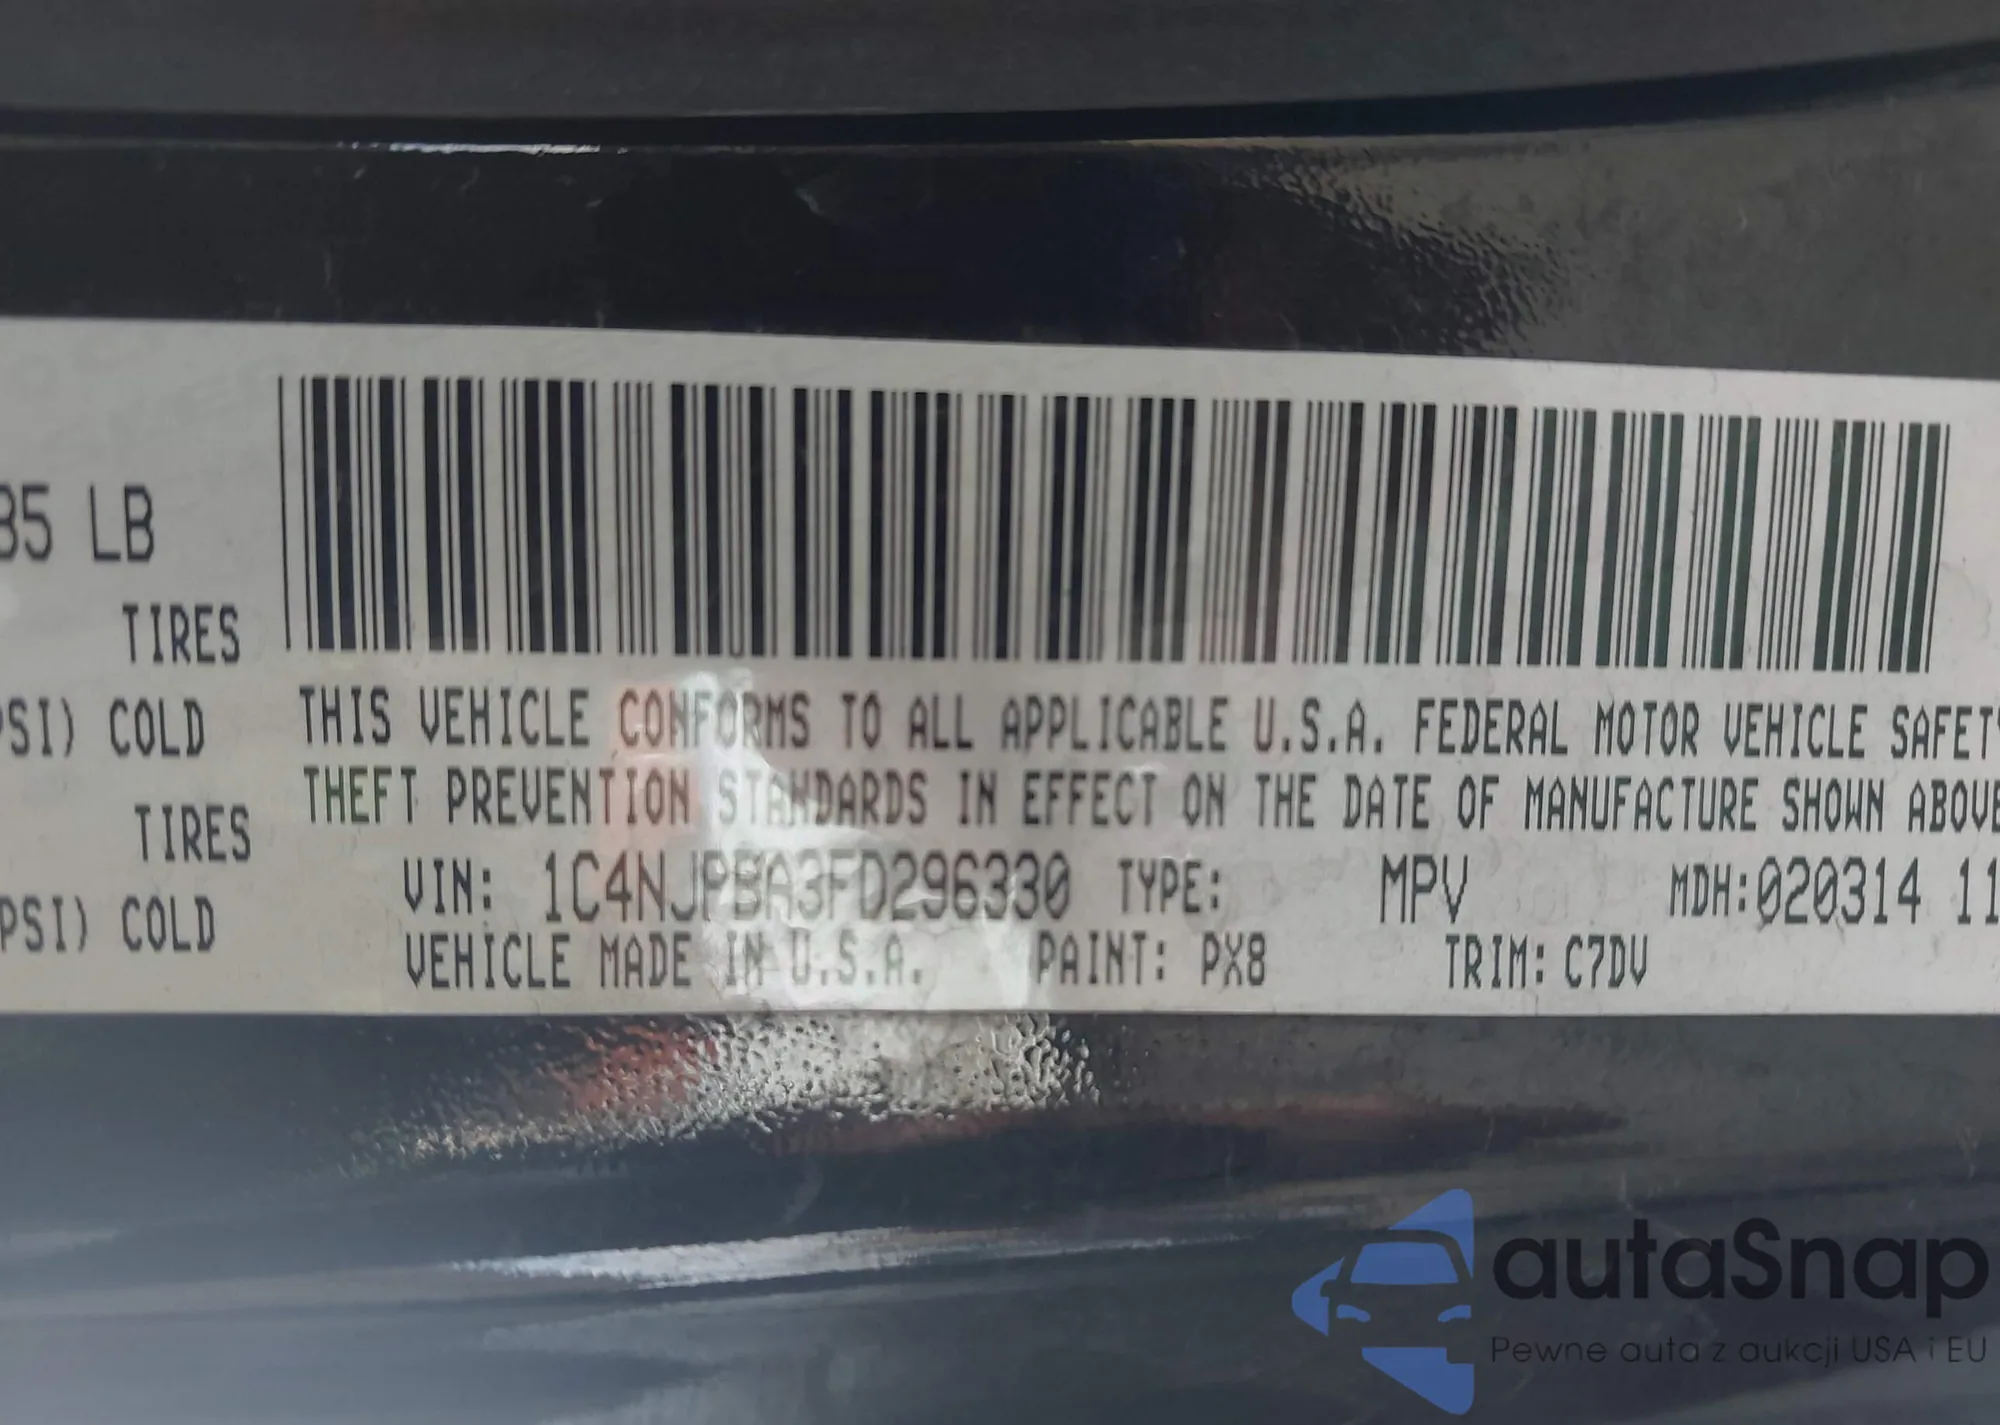 85 LB
TIRES
PSI) COLD
TIRES
PSI) COLD
THIS VEHICLE CONFORMS TO ALL APPLICABLE U.S.A. FEDERAL MOTOR VEHICLE SAFETY
THEFT PREVENTION STANDARDS IN EFFECT ON THE DATE OF MANUFACTURE SHOWN ABOVE
VIN: 1C4NJPBA3FD296330 TYPE: MPV MDH:020314 11
VEHICLE MADE IN U.S.A. PAINT: PX8 TRIM: C7DV
autaSnap
Pewne auta z aukcji USA i EU